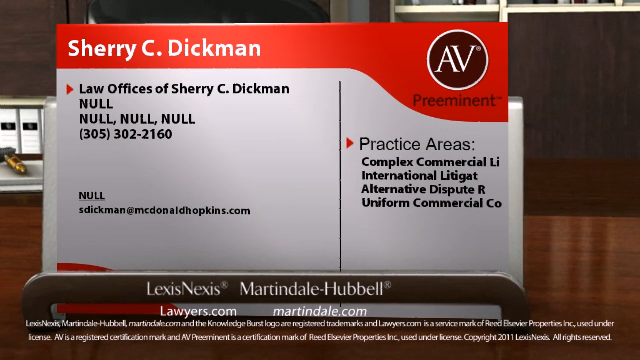 Sherry C. Dickman
AV®
Preeminent™
Law Offices of Sherry C. Dickman
NULL
NULL, NULL, NULL
(305) 302-2160
NULL
sdickman@mcdonaldhopkins.com
Practice Areas:
Complex Commercial Li
International Litigat
Alternative Dispute R
Uniform Commercial Co
LexisNexis® Martindale-Hubbell®
Lawyers.com martindale.com
LexisNexis, Martindale-Hubbell, martindale.com and the Knowledge Burst logo are registered trademarks and Lawyers.com is a service mark of Reed Elsevier Properties Inc., used under
license. AV is a registered certification mark and AV Preeminent is a certification mark of Reed Elsevier Properties Inc., used under license. Copyright 2011 LexisNexis. All rights reserved.